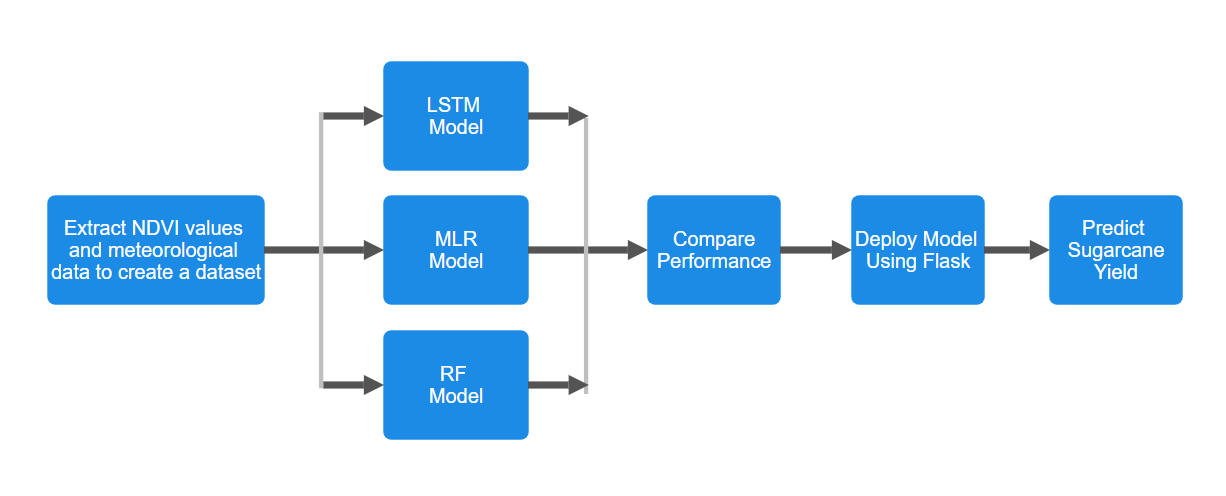 Extract NDVI values
and meteorological
data to create a dataset
LSTM
Model
MLR
Model
RF
Model
Compare
Performance
Deploy Model
Using Flask
Predict
Sugarcane
Yield